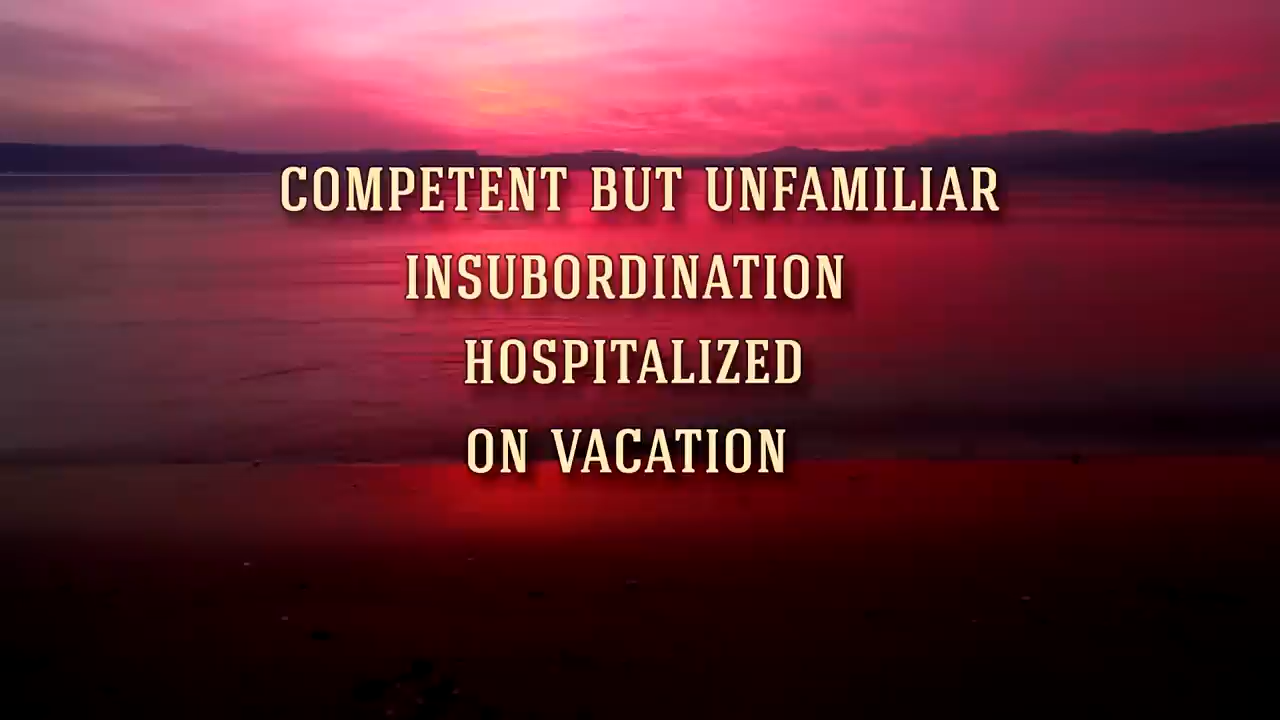 COMPETENT BUT UNFAMILIAR
INSUBORDINATION
HOSPITALIZED
ON VACATION